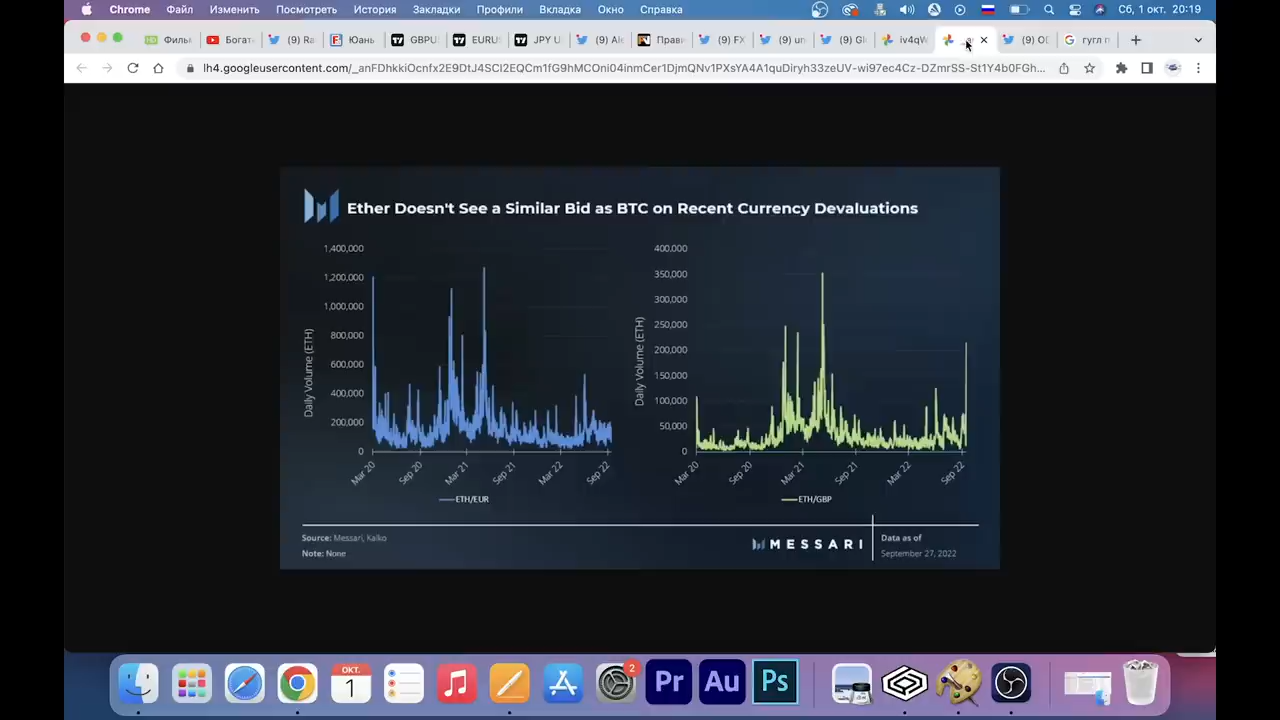 Chrome Файл Изменить Посмотреть История Закладки Профили Вкладка Окно Справка Сб, 1 окт. 20:19
Фильм Богат (9) Ra Юань GBPU EURU JPY U (9) Ale Прави (9) FX (9) un (9) Gl iv4qW (9) OD гугл п
lh4.googleusercontent.com/_anFDhkkiOcnfx2E9DtJ4SCI2EQCm1fG9hMCOni04inmCer1DjmQNv1PXsYA4A1quDiryh33zeUV-wi97ec4Cz-DZmrSS-St1Y4b0FGh...
Ether Doesn't See a Similar Bid as BTC on Recent Currency Devaluations
Daily Volume (ETH)
1,400,000
1,200,000
1,000,000
800,000
600,000
400,000
200,000
0
Mar 20 Sep 20 Mar 21 Sep 21 Mar 22 Sep 22
ETH/EUR
Daily Volume (ETH)
400,000
350,000
300,000
250,000
200,000
150,000
100,000
50,000
0
Mar 20 Sep 20 Mar 21 Sep 21 Mar 22 Sep 22
ETH/GBP
Source: Messari, Kaiko
Note: None
MESSARI
Data as of
September 27, 2022
ОКТ.
1
2
Pr Au Ps